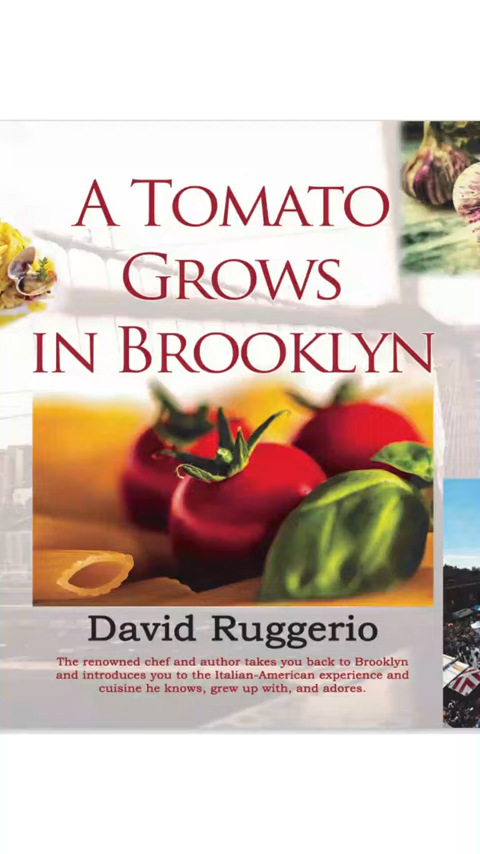 A TOMATO
GROWS
IN BROOKLYN
David Ruggerio
The renowned chef and author takes you back to Brooklyn
and introduces you to the Italian-American experience and
cuisine he knows, grew up with, and adores.